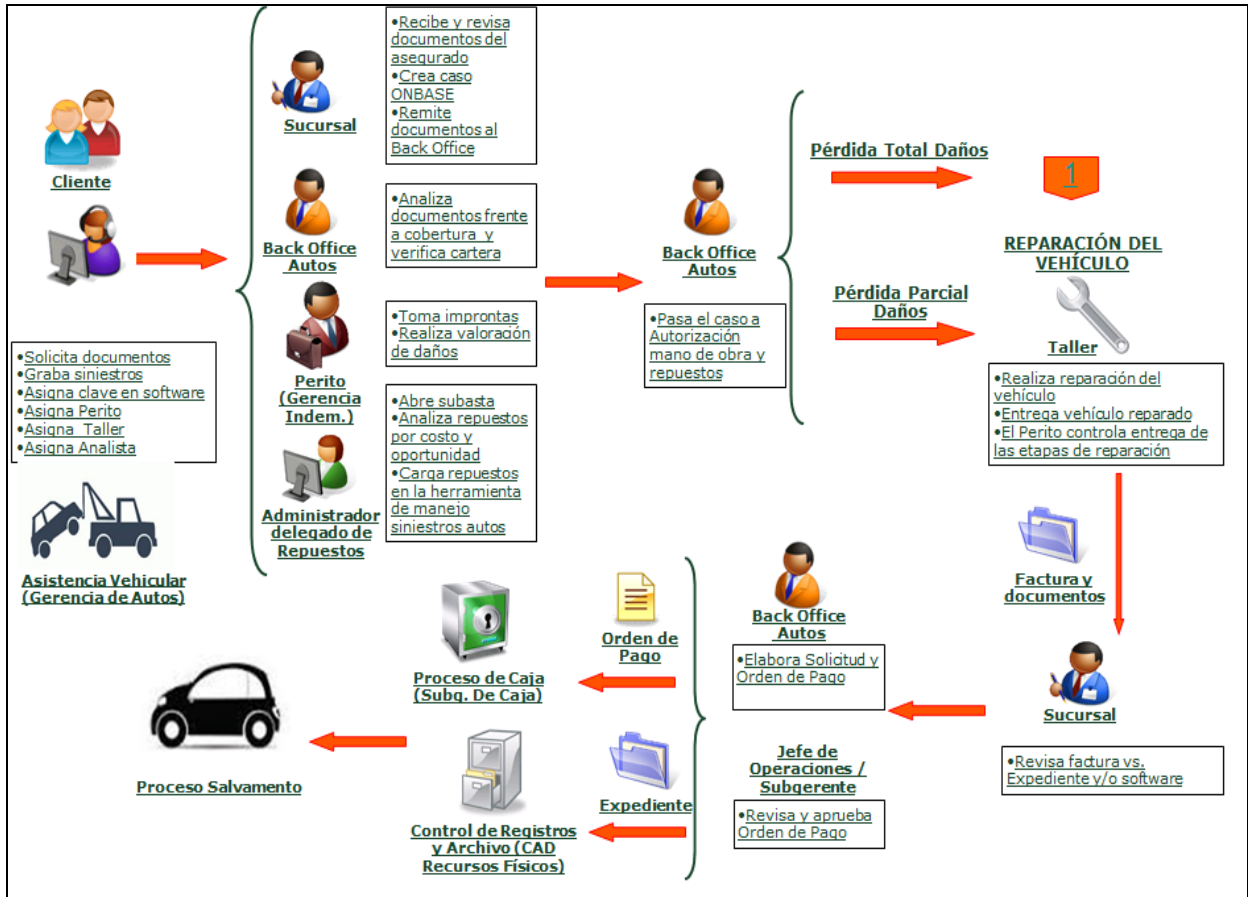 Cliente
•Solicita documentos
•Graba siniestros
•Asigna clave en software
•Asigna Perito
•Asigna Taller
•Asigna Analista
Asistencia Vehicular
(Gerencia de Autos)
Sucursal
•Recibe y revisa
documentos del
asegurado
•Crea caso
ONBASE
•Remite
documentos al
Back Office
Back Office
Autos
•Analiza
documentos frente
a cobertura y
verifica cartera
Perito
(Gerencia
Indem.)
•Toma improntas
•Realiza valoración
de daños
Administrador
delegado de
Repuestos
•Abre subasta
•Analiza repuestos
por costo y
oportunidad
•Carga repuestos
en la herramienta
de manejo
siniestros autos
Back Office
Autos
•Pasa el caso a
Autorización
mano de obra y
repuestos
Pérdida Total Daños
1
Pérdida Parcial
Daños
REPARACIÓN DEL
VEHÍCULO
Taller
•Realiza reparación del
vehículo
•Entrega vehículo reparado
•El Perito controla entrega de
las etapas de reparación
Factura y
documentos
Sucursal
•Revisa factura vs.
Expediente y/o software
Back Office
Autos
•Elabora Solicitud y
Orden de Pago
Jefe de
Operaciones /
Subgerente
•Revisa y aprueba
Orden de Pago
Orden de
Pago
Proceso de Caja
(Subg. De Caja)
Expediente
Control de Registros
y Archivo (CAD
Recursos Físicos)
Proceso Salvamento